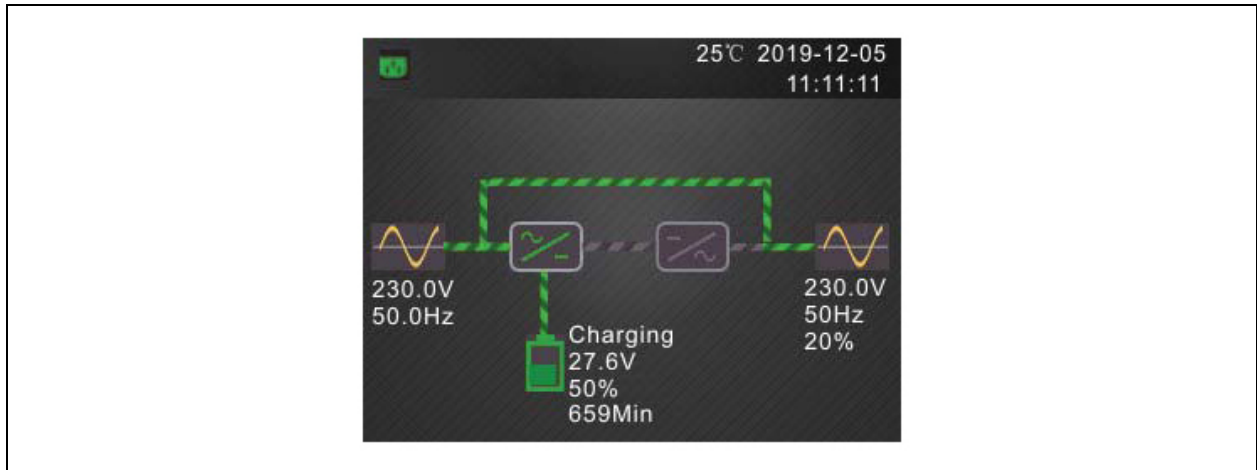 25℃ 2019-12-05
11:11:11
230.0V
50.0Hz
Charging
27.6V
50%
659Min
230.0V
50Hz
20%